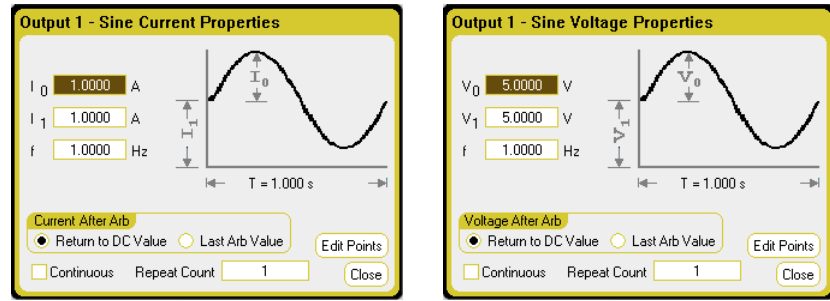 Output 1 - Sine Current Properties
I 0 1.0000 A
I 1 1.0000 A
f 1.0000 Hz
I0
I1
T = 1.000 s
Current After Arb
Return to DC Value Last Arb Value
Edit Points
Continuous Repeat Count 1
Close
Output 1 - Sine Voltage Properties
V0 5.0000 V
V1 5.0000 V
f 1.0000 Hz
V0
V1
T = 1.000 s
Voltage After Arb
Return to DC Value Last Arb Value
Edit Points
Continuous Repeat Count 1
Close